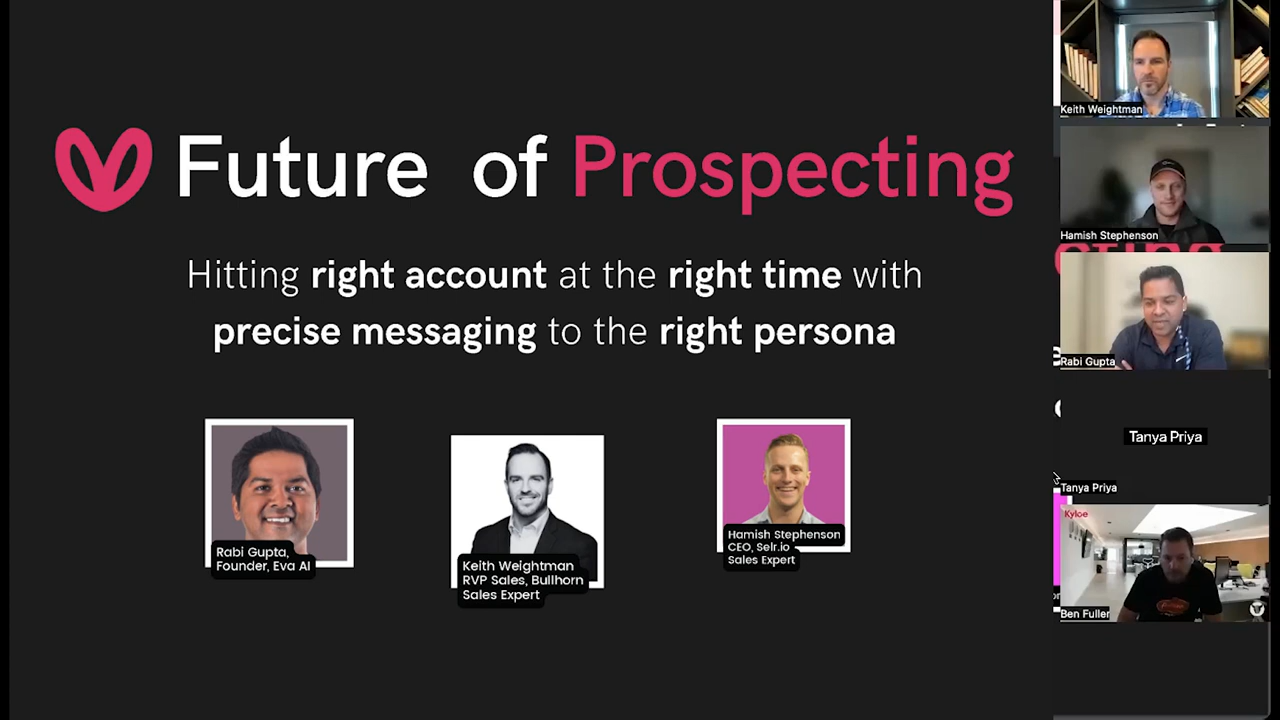 Future of Prospecting
Hitting right account at the right time with
precise messaging to the right persona
Rabi Gupta,
Founder, Eva AI
Keith Weightman
RVP Sales, Bullhorn
Sales Expert
Hamish Stephenson
CEO, Selr.io
Sales Expert
Keith Weightman
Hamish Stephenson
Rabi Gupta
Tanya Priya
Tanya Priya
Kyloe
Ben Fuller